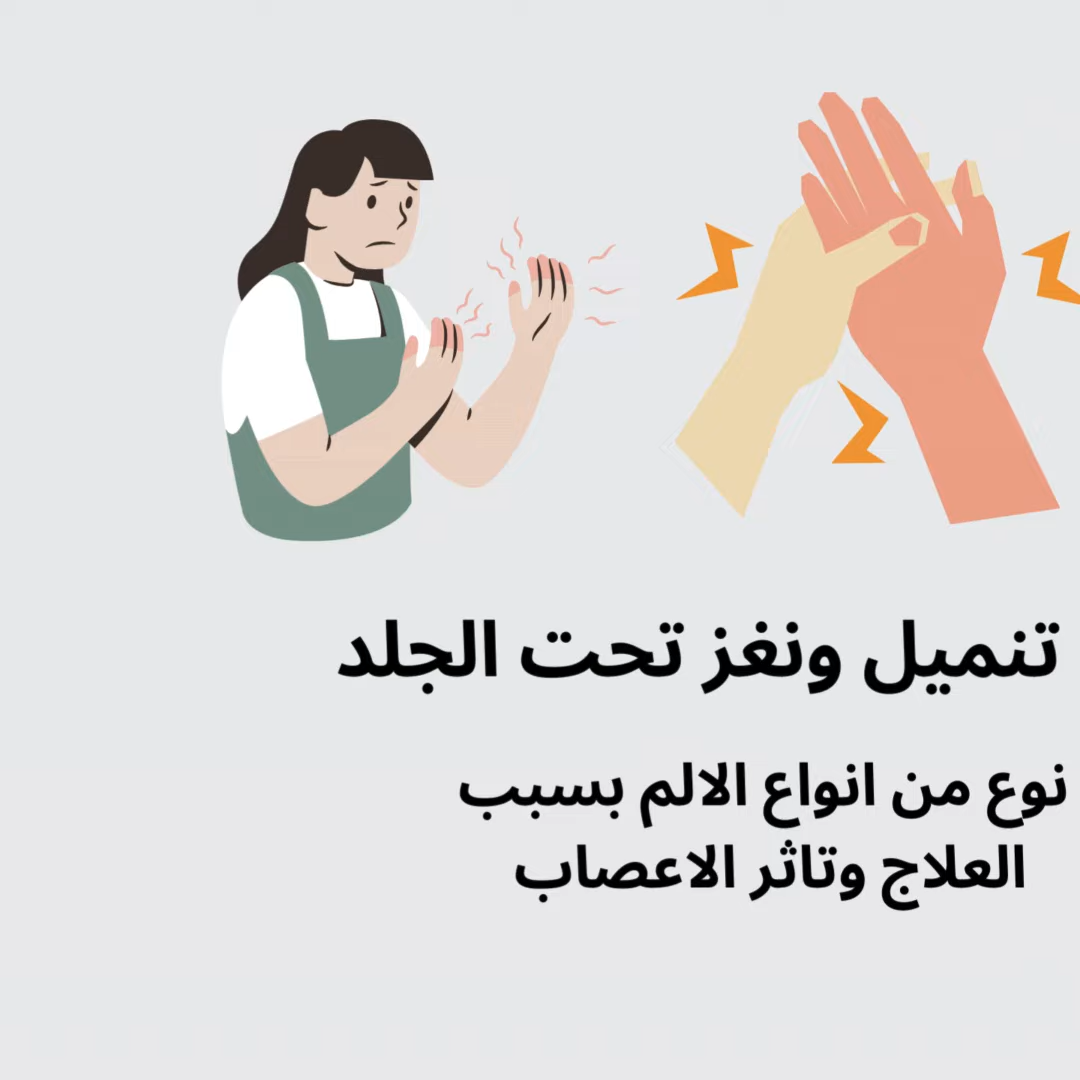 تنميل ونغز تحت الجلد
نوع من انواع الالم بسبب
العلاج وتاثر الاعصاب